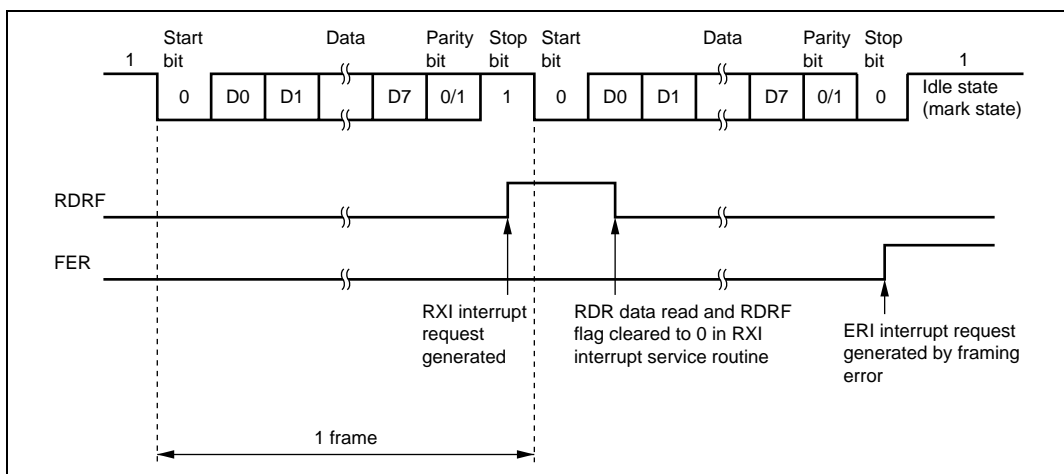 Start bit
Data
Parity bit
Stop bit
Start bit
Data
Parity bit
Stop bit
1
1
0
D0
D1
D7
0/1
1
0
D0
D1
D7
0/1
0
Idle state
(mark state)
RDRF
FER
RXI interrupt
request
generated
RDR data read and RDRF
flag cleared to 0 in RXI
interrupt service routine
ERI interrupt request
generated by framing
error
1 frame